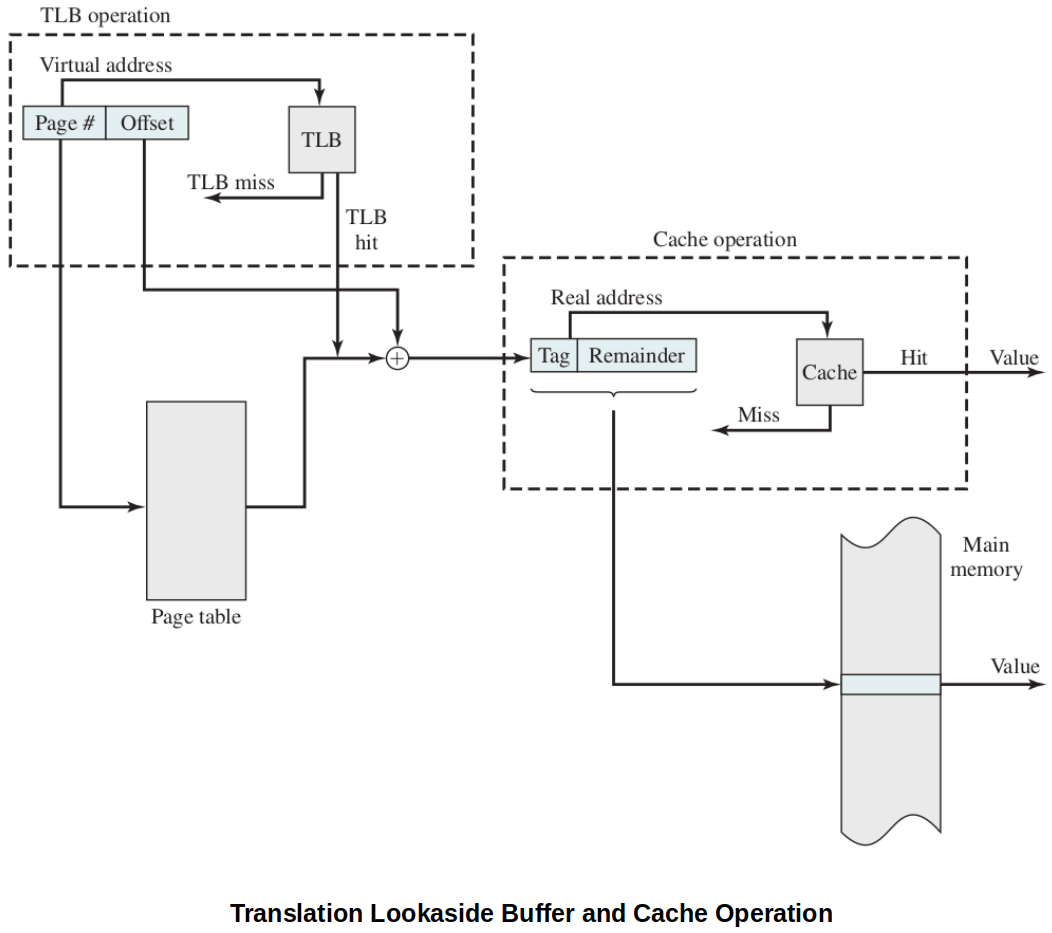 TLB operation
Virtual address
Page #
Offset
TLB
TLB miss
TLB
hit
Cache operation
Real address
Tag
Remainder
+
Cache
Hit
Value
Miss
Page table
Main
memory
Value
Translation Lookaside Buffer and Cache Operation